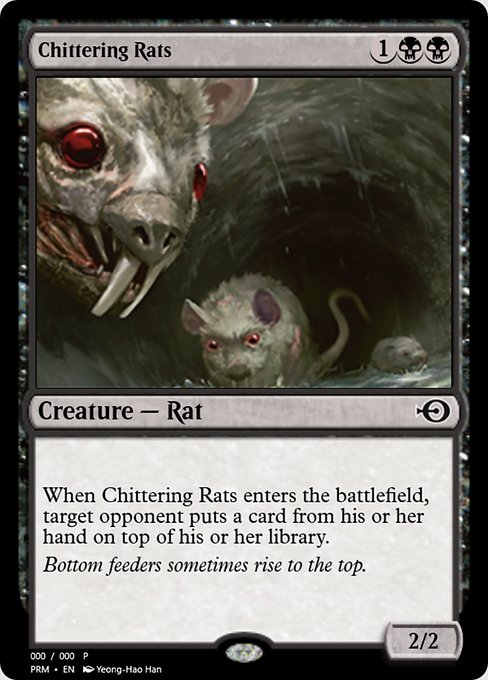 Chittering Rats 1
Creature — Rat
When Chittering Rats enters the battlefield,
target opponent puts a card from his or her
hand on top of his or her library.
Bottom feeders sometimes rise to the top.
2/2
000 / 000 P
PRM • EN Yeong-Hao Han